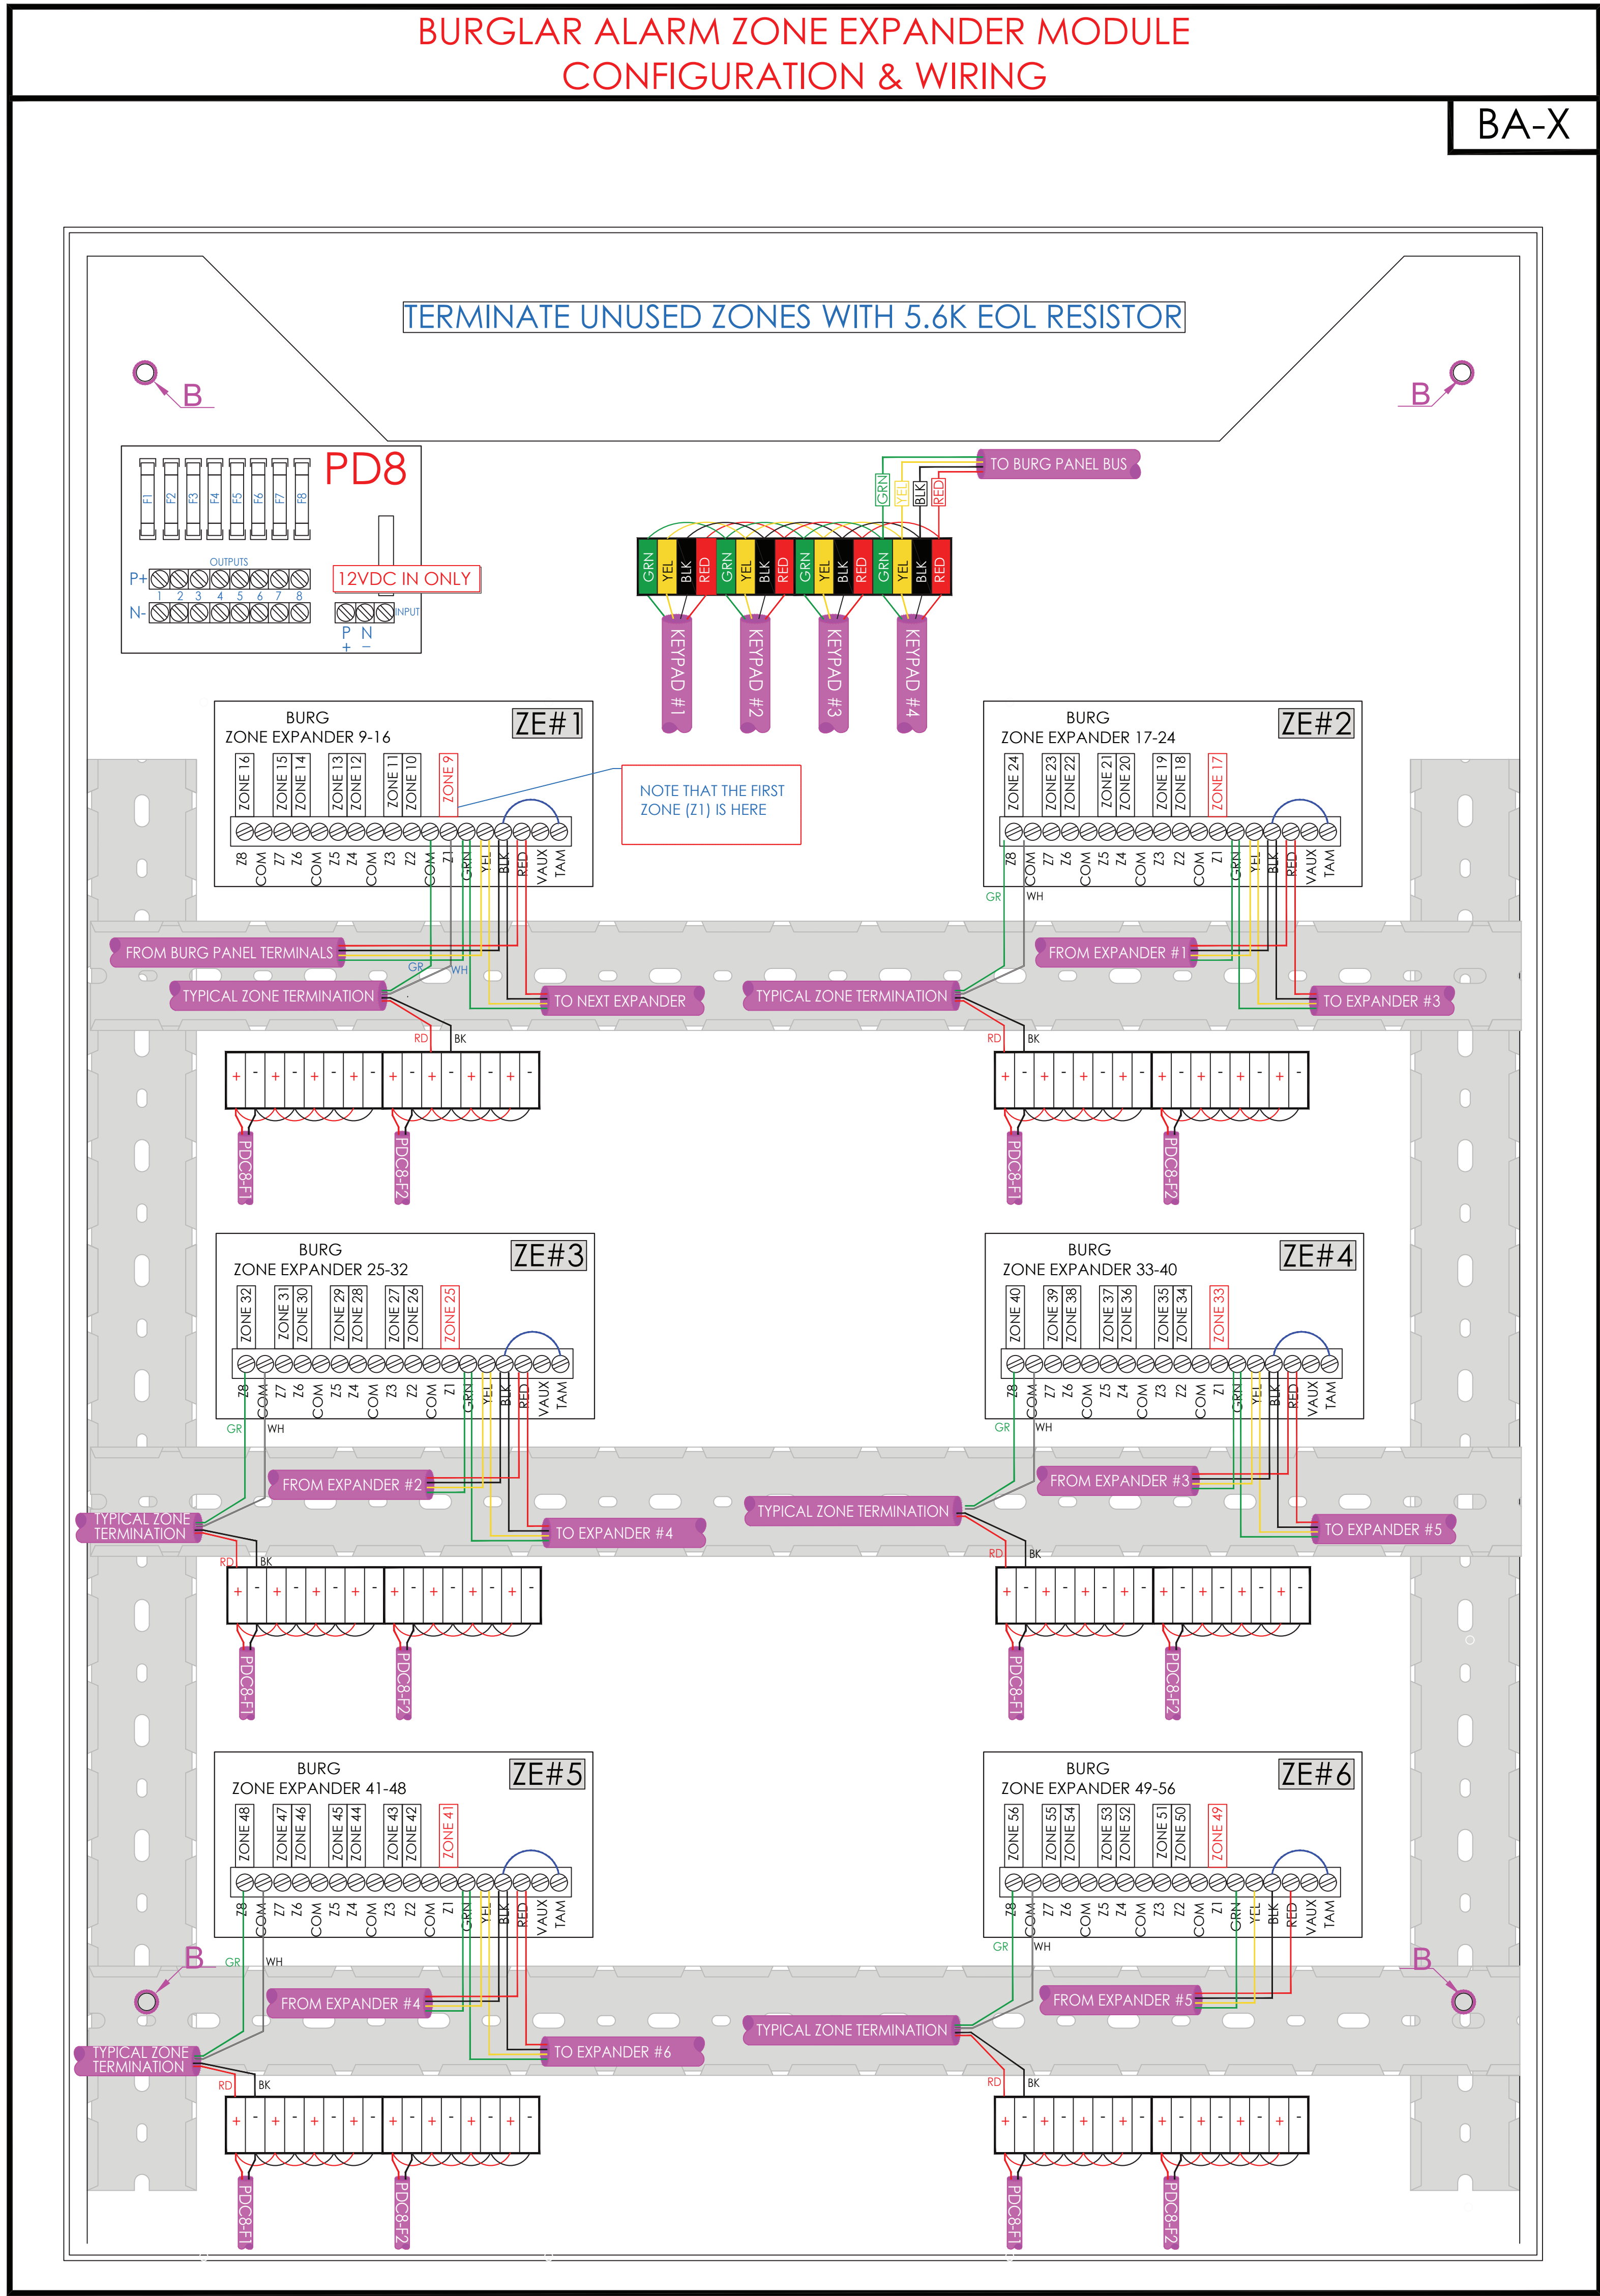 BURGLAR ALARM ZONE EXPANDER MODULE
CONFIGURATION & WIRING
BA-X
TERMINATE UNUSED ZONES WITH 5.6K EOL RESISTOR
B
B
PD8
F1 F2 F3 F4 F5 F6 F7 F8
OUTPUTS
P+
1 2 3 4 5 6 7 8
N-
12VDC IN ONLY
INPUT
P N
+ −
TO BURG PANEL BUS
GRN YEL BLK RED
GRN YEL BLK RED GRN YEL BLK RED GRN YEL BLK RED GRN YEL BLK RED
KEYPAD #1
KEYPAD #2
KEYPAD #3
KEYPAD #4
BURG
ZONE EXPANDER 9-16
ZE#1
ZONE 16 ZONE 15 ZONE 14 ZONE 13 ZONE 12 ZONE 11 ZONE 10 ZONE 9
NOTE THAT THE FIRST
ZONE (Z1) IS HERE
Z8 COM Z7 Z6 COM Z5 Z4 COM Z3 Z2 COM Z1 GRN YEL BLK RED VAUX TAM
FROM BURG PANEL TERMINALS
GR WH
TYPICAL ZONE TERMINATION
TO NEXT EXPANDER
RD BK
+ - + - + - + - + - + - + - + -
PDC8-F1
PDC8-F2
BURG
ZONE EXPANDER 17-24
ZE#2
ZONE 24 ZONE 23 ZONE 22 ZONE 21 ZONE 20 ZONE 19 ZONE 18 ZONE 17
Z8 COM Z7 Z6 COM Z5 Z4 COM Z3 Z2 COM Z1 GRN YEL BLK RED VAUX TAM
GR WH
FROM EXPANDER #1
TYPICAL ZONE TERMINATION
TO EXPANDER #3
RD BK
+ - + - + - + - + - + - + - + -
PDC8-F1
PDC8-F2
BURG
ZONE EXPANDER 25-32
ZE#3
ZONE 32 ZONE 31 ZONE 30 ZONE 29 ZONE 28 ZONE 27 ZONE 26 ZONE 25
Z8 COM Z7 Z6 COM Z5 Z4 COM Z3 Z2 COM Z1 GRN YEL BLK RED VAUX TAM
GR WH
FROM EXPANDER #2
TYPICAL ZONE
TERMINATION
TO EXPANDER #4
RD BK
+ - + - + - + - + - + - + - + -
PDC8-F1
PDC8-F2
BURG
ZONE EXPANDER 33-40
ZE#4
ZONE 40 ZONE 39 ZONE 38 ZONE 37 ZONE 36 ZONE 35 ZONE 34 ZONE 33
Z8 COM Z7 Z6 COM Z5 Z4 COM Z3 Z2 COM Z1 GRN YEL BLK RED VAUX TAM
GR WH
FROM EXPANDER #3
TYPICAL ZONE TERMINATION
TO EXPANDER #5
RD BK
+ - + - + - + - + - + - + - + -
PDC8-F1
PDC8-F2
BURG
ZONE EXPANDER 41-48
ZE#5
ZONE 48 ZONE 47 ZONE 46 ZONE 45 ZONE 44 ZONE 43 ZONE 42 ZONE 41
Z8 COM Z7 Z6 COM Z5 Z4 COM Z3 Z2 COM Z1 GRN YEL BLK RED VAUX TAM
B
GR WH
FROM EXPANDER #4
TYPICAL ZONE
TERMINATION
TO EXPANDER #6
RD BK
+ - + - + - + - + - + - + - + -
PDC8-F1
PDC8-F2
BURG
ZONE EXPANDER 49-56
ZE#6
ZONE 56 ZONE 55 ZONE 54 ZONE 53 ZONE 52 ZONE 51 ZONE 50 ZONE 49
Z8 COM Z7 Z6 COM Z5 Z4 COM Z3 Z2 COM Z1 GRN YEL BLK RED VAUX TAM
GR WH
B
FROM EXPANDER #5
TYPICAL ZONE TERMINATION
RD BK
+ - + - + - + - + - + - + - + -
PDC8-F1
PDC8-F2